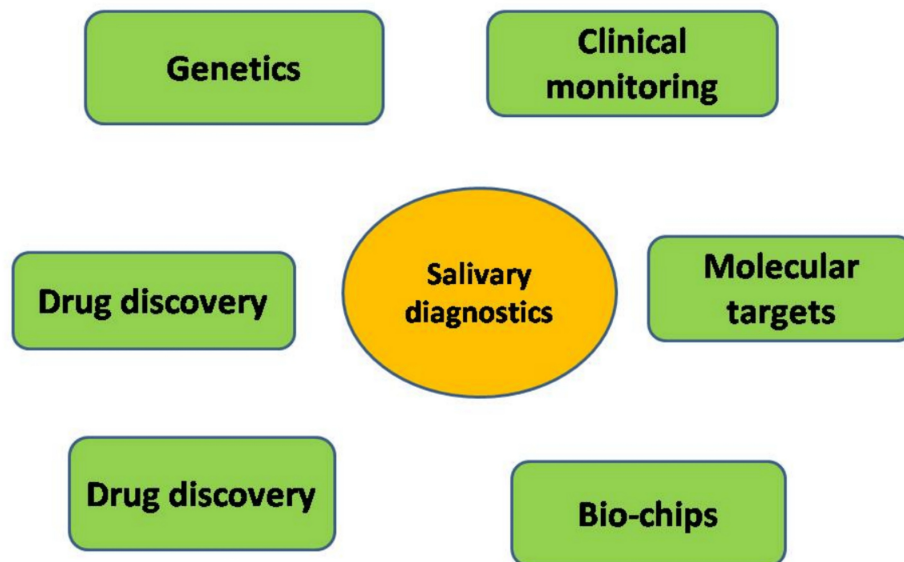 Genetics
Clinical
monitoring
Drug discovery
Salivary
diagnostics
Molecular
targets
Drug discovery
Bio-chips